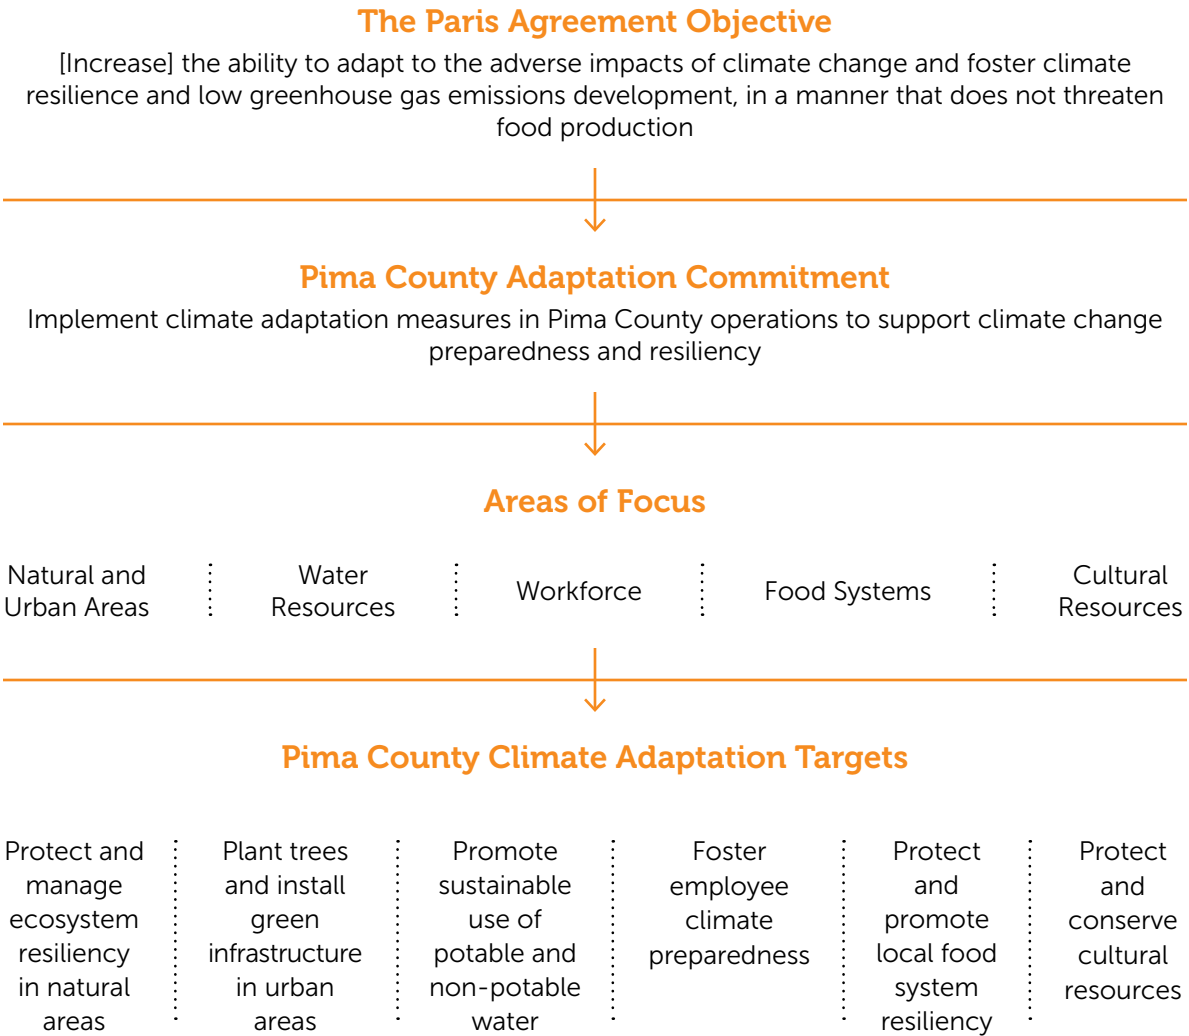 The Paris Agreement Objective
[Increase] the ability to adapt to the adverse impacts of climate change and foster climate
resilience and low greenhouse gas emissions development, in a manner that does not threaten
food production
Pima County Adaptation Commitment
Implement climate adaptation measures in Pima County operations to support climate change
preparedness and resiliency
Areas of Focus
Natural and
Urban Areas
Water
Resources
Workforce
Food Systems
Cultural
Resources
Pima County Climate Adaptation Targets
Protect and
manage
ecosystem
resiliency
in natural
areas
Plant trees
and install
green
infrastructure
in urban
areas
Promote
sustainable
use of
potable and
non-potable
water
Foster
employee
climate
preparedness
Protect
and
promote
local food
system
resiliency
Protect
and
conserve
cultural
resources